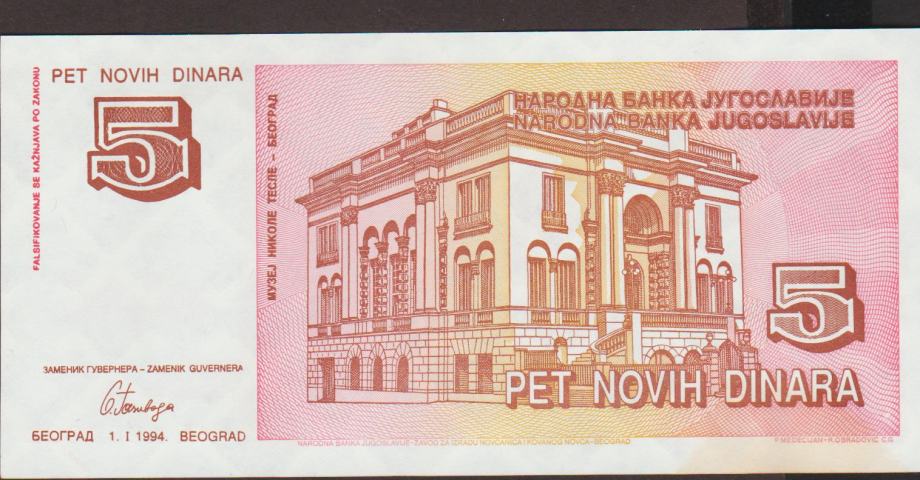 PET NOVIH DINARA
5
FALSIFIKOVANJE SE KAŽNJAVA PO ZAKONU
ЗАМЕНИК ГУВЕРНЕРА – ZAMENIK GUVERNERA
БЕОГРАД 1. I 1994. BEOGRAD
МУЗЕЈ НИКОЛЕ ТЕСЛЕ – БЕОГРАД
НАРОДНА БАНКА ЈУГОСЛАВИЈЕ
NARODNA BANKA JUGOSLAVIJE
5
PET NOVIH DINARA
NARODNA BANKA JUGOSLAVIJE-ZAVOD ZA IZRADU NOVČANICA I KOVANOG NOVCA-BEOGRAD
P. MEDECIJAN-R. OBRADOVIĆ C.G.